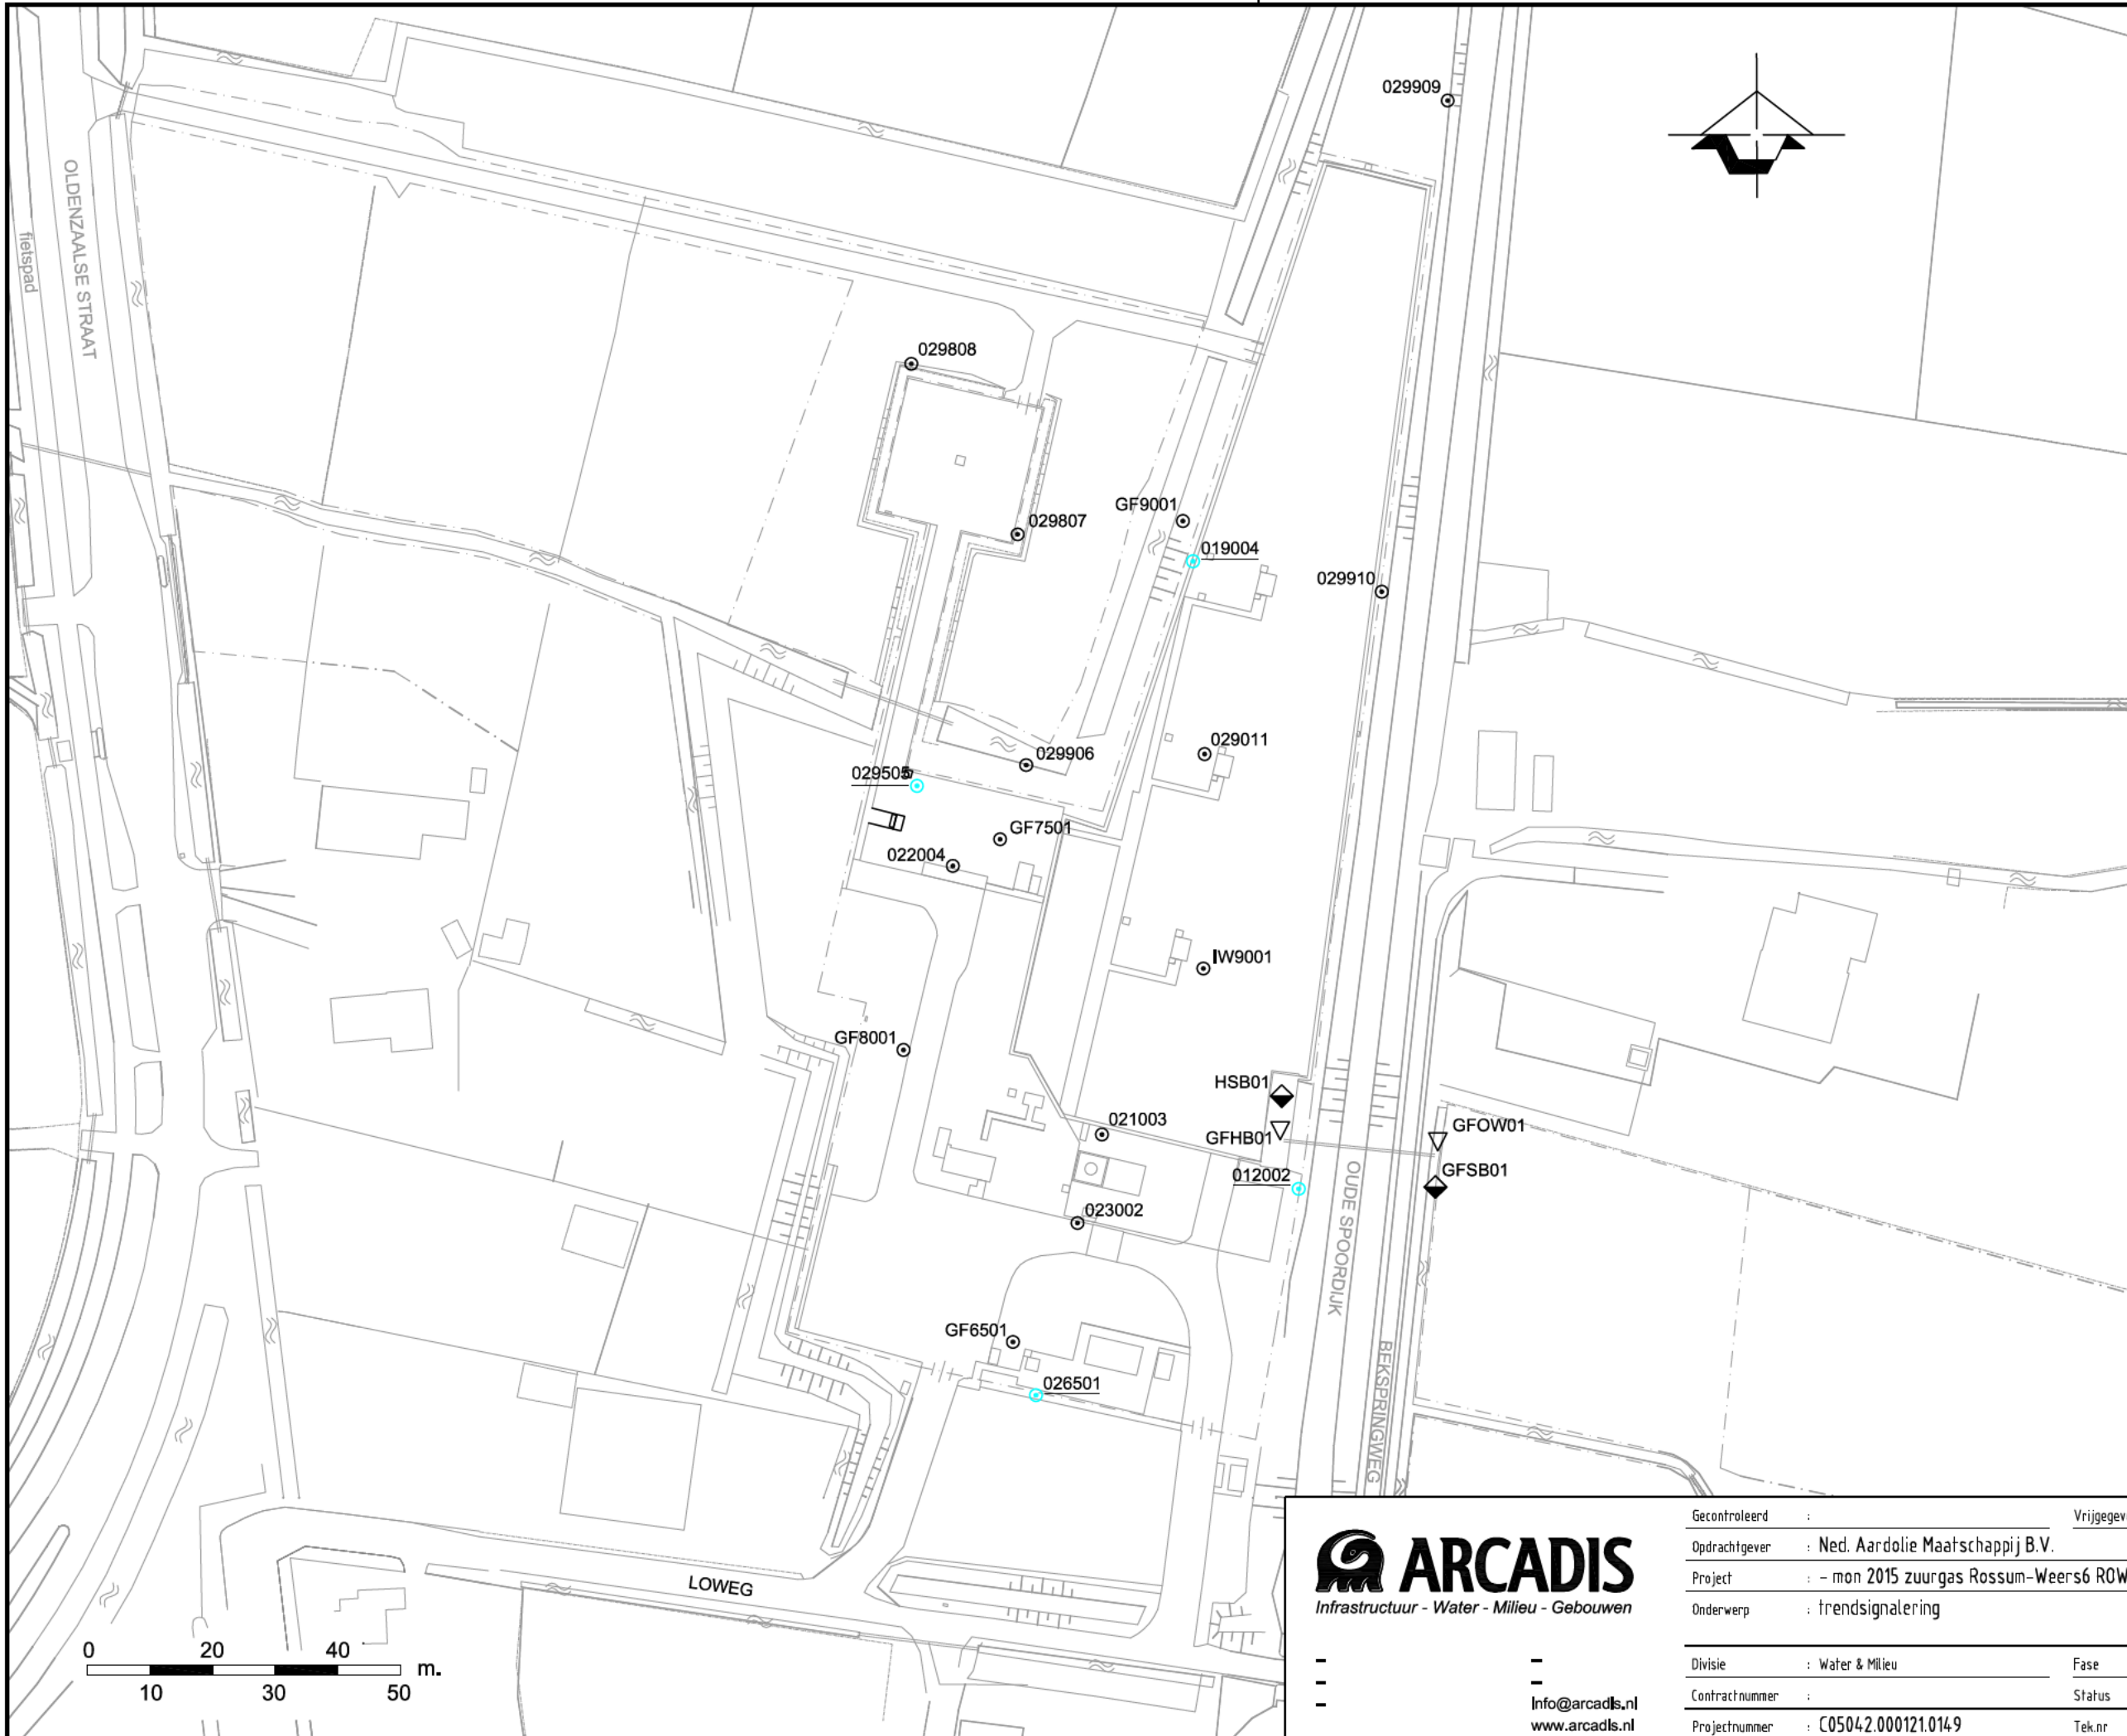 029909
OLDENZAALSE STRAAT
fietspad
029808
GF9001
029807
019004
029910
029906
029011
029505
GF7501
022004
IW9001
GF8001
HSB01
021003
GFHB01
GFOW01
012002
GFSB01
023002
OUDE SPOORDIJK
GF6501
026501
BEKSPRINGWEG
LOWEG
0 20 40 m.
10 30 50
ARCADIS
Infrastructuur - Water - Milieu - Gebouwen
Info@arcadis.nl
www.arcadis.nl
Gecontroleerd : Vrijgegev
Opdrachtgever : Ned. Aardolie Maatschappij B.V.
Project : - mon 2015 zuurgas Rossum-Weers6 ROW
Onderwerp : trendsignalering
Divisie : Water & Milieu Fase
Contractnummer : Status
Projectnummer : C05042.000121.0149 Tek.nr